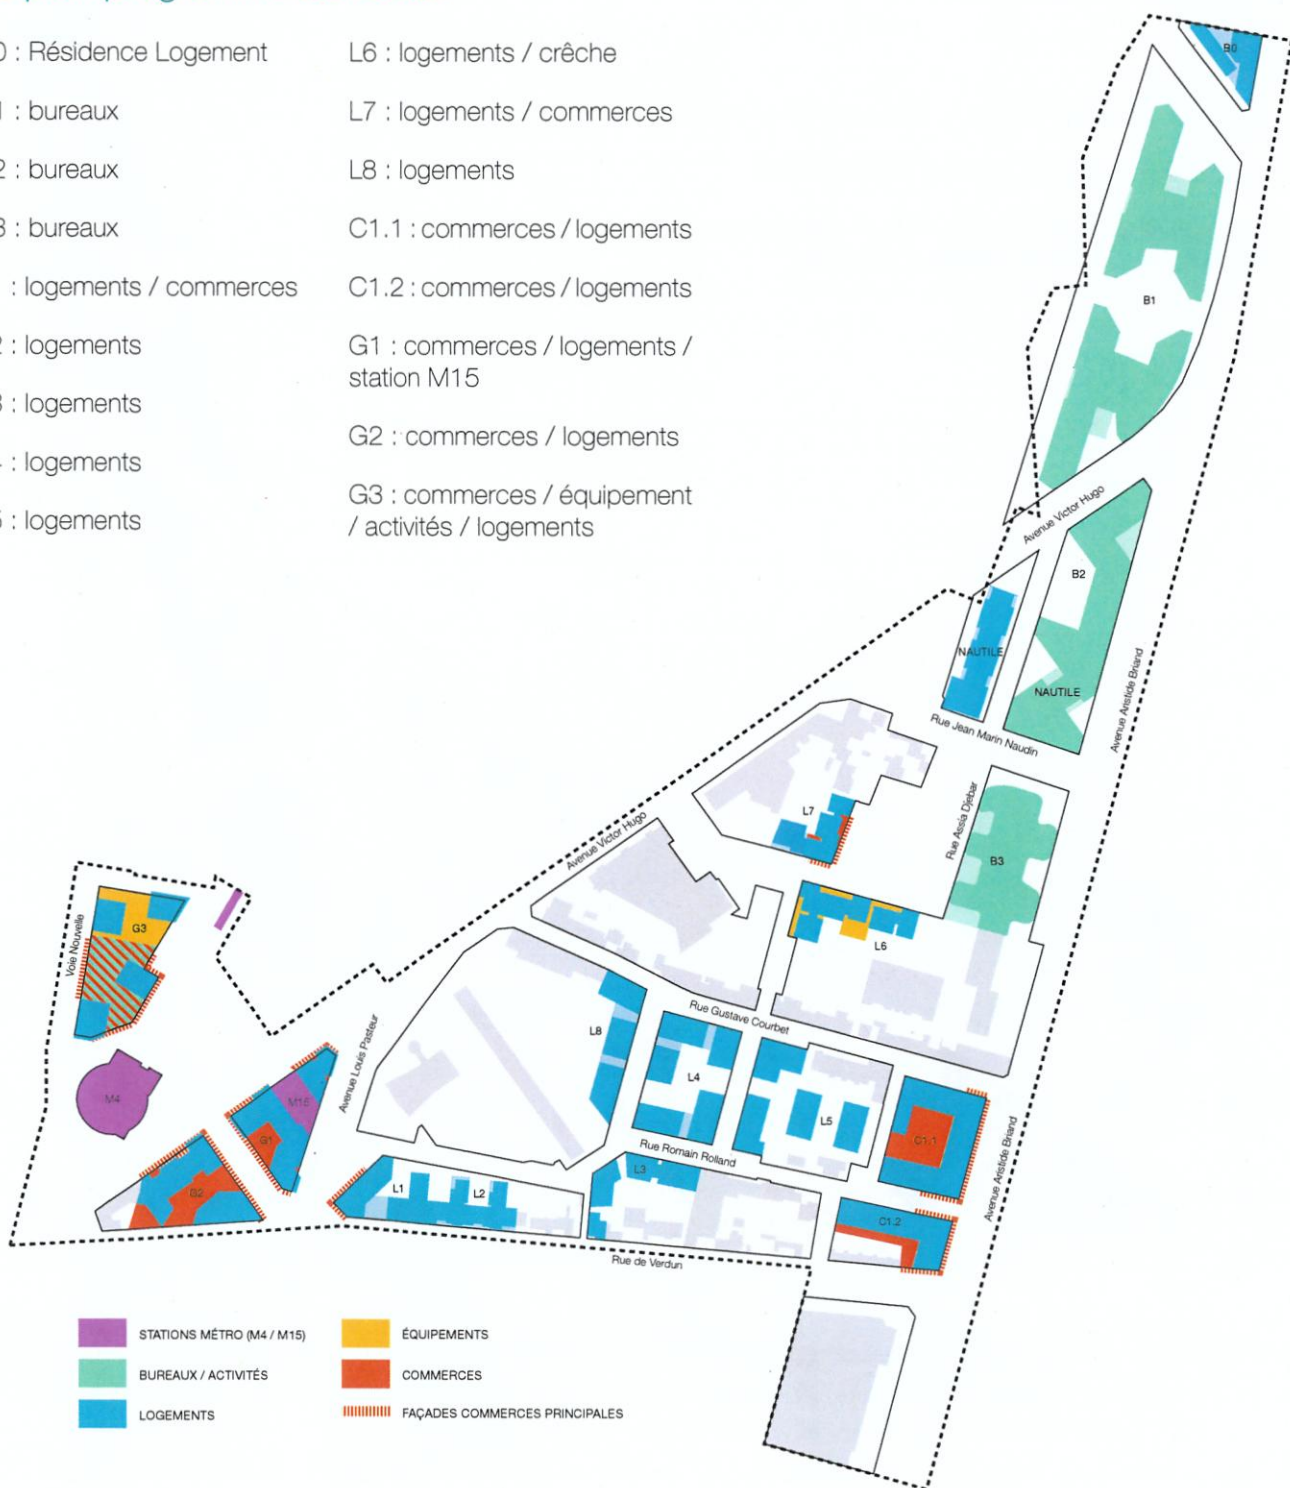 : Résidence Logement
: bureaux
: bureaux
: bureaux
: logements / commerces
: logements
: logements
: logements
: logements
L6 : logements / crêche
L7 : logements / commerces
L8 : logements
C1.1 : commerces / logements
C1.2 : commerces / logements
G1 : commerces / logements /
station M15
G2 : commerces / logements
G3 : commerces / équipement
/ activités / logements
B0
B1
Avenue Victor Hugo
B2
NAUTILE
NAUTILE
Avenue Aristide Briand
Rue Jean Marin Naudin
L7
Rue Assia Djebar
Avenue Victor Hugo
B3
G3
Voie Nouvelle
L6
Rue Gustave Courbet
L8
Avenue Louis Pasteur
L4
M4
M15
L5
G1
C1.1
Rue Romain Rolland
L3
Avenue Aristide Briand
G2
L1
L2
C1.2
Rue de Verdun
STATIONS MÉTRO (M4 / M15)
BUREAUX / ACTIVITÉS
LOGEMENTS
ÉQUIPEMENTS
COMMERCES
FAÇADES COMMERCES PRINCIPALES